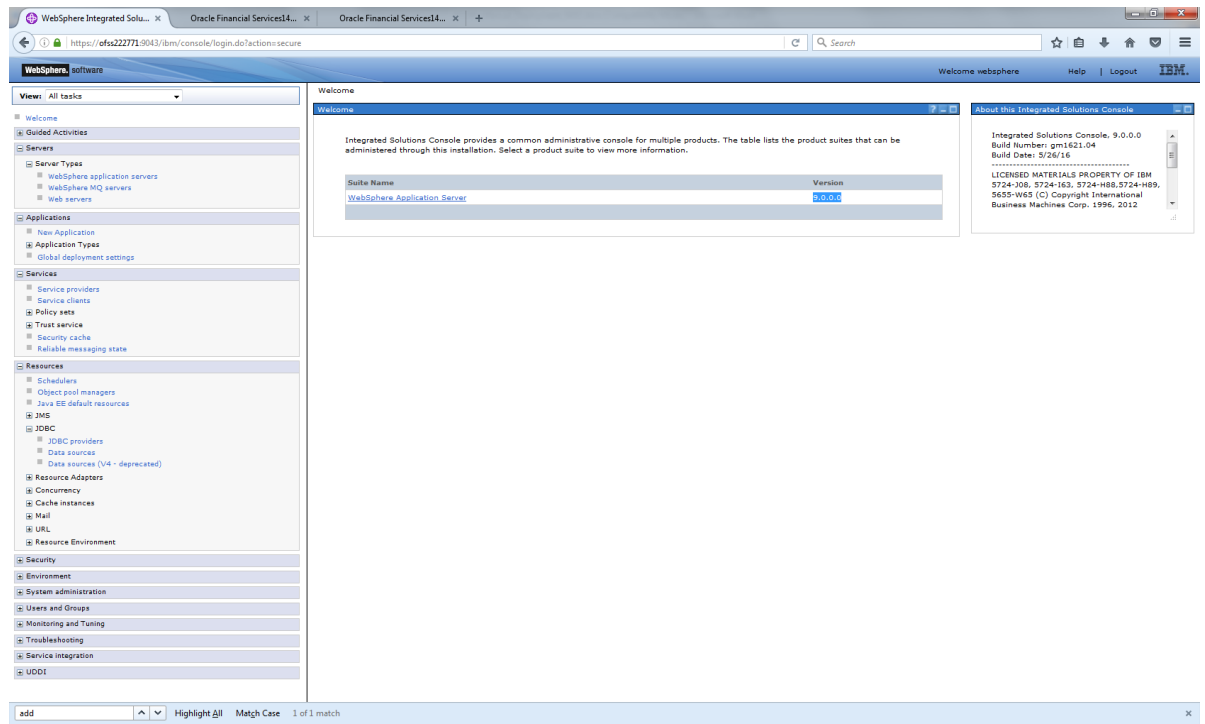 WebSphere Integrated Solu... ×
Oracle Financial Services14... ×
Oracle Financial Services14... ×
+
https://ofss222771:9043/ibm/console/login.do?action=secure
Search
WebSphere. software
Welcome websphere
Help | Logout
IBM.
View: All tasks
Welcome
Guided Activities
Servers
Server Types
WebSphere application servers
WebSphere MQ servers
Web servers
Applications
New Application
Application Types
Global deployment settings
Services
Service providers
Service clients
Policy sets
Trust service
Security cache
Reliable messaging state
Resources
Schedulers
Object pool managers
Java EE default resources
JMS
JDBC
JDBC providers
Data sources
Data sources (V4 - deprecated)
Resource Adapters
Concurrency
Cache instances
Mail
URL
Resource Environment
Security
Environment
System administration
Users and Groups
Monitoring and Tuning
Troubleshooting
Service integration
UDDI
Welcome
Welcome
Integrated Solutions Console provides a common administrative console for multiple products. The table lists the product suites that can be
administered through this installation. Select a product suite to view more information.
Suite Name Version
WebSphere Application Server 9.0.0.0
About this Integrated Solutions Console
Integrated Solutions Console, 9.0.0.0
Build Number: gm1621.04
Build Date: 5/26/16
--------------------------------------
LICENSED MATERIALS PROPERTY OF IBM
5724-J08, 5724-I63, 5724-H88,5724-H89,
5655-W65 (C) Copyright International
Business Machines Corp. 1996, 2012
add
Highlight All
Match Case
1 of 1 match
×